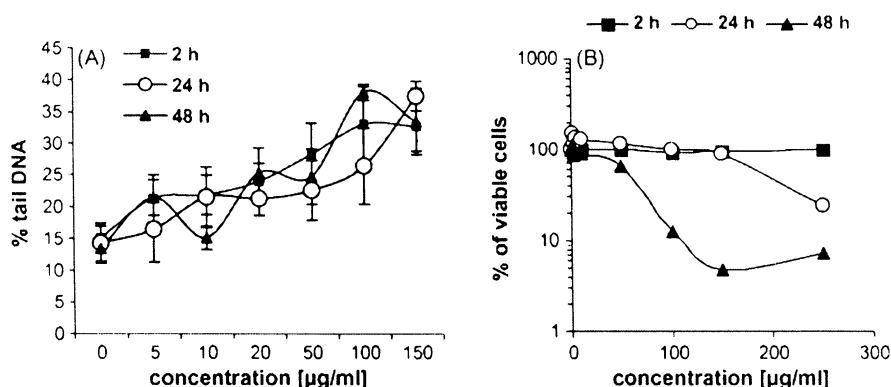 (A)
2 h
24 h
48 h
% tail DNA
45
40
35
30
25
20
15
10
5
0
0 5 10 20 50 100 150
concentration [µg/ml]
2 h 24 h 48 h
(B)
% of viable cells
1000
100
10
1
0 100 200 300
concentration [µg/ml]